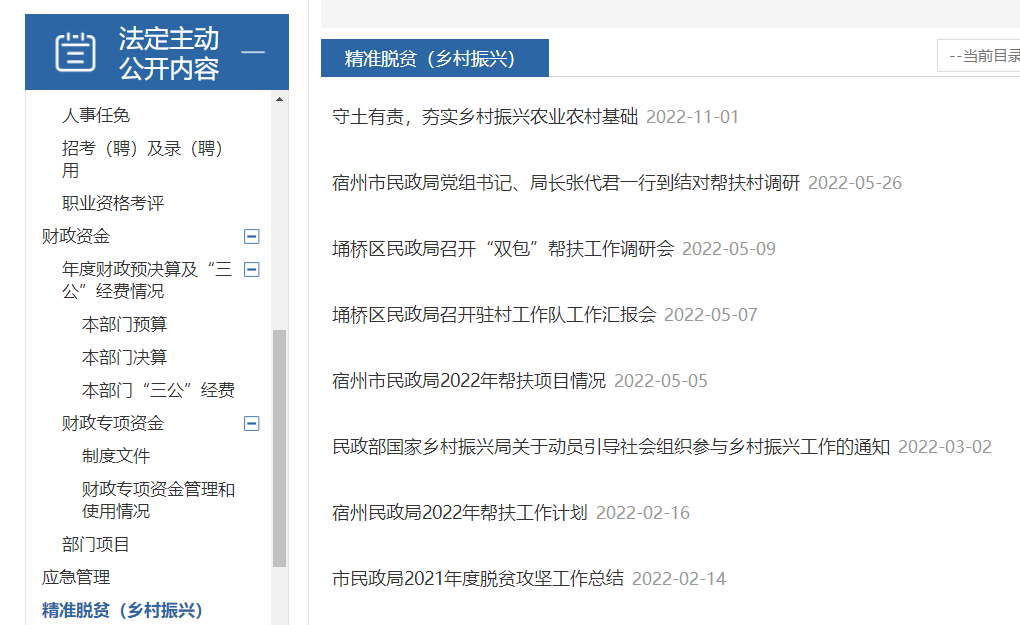 法定主动
公开内容
人事任免
招考（聘）及录（聘）
用
职业资格考评
财政资金
年度财政预决算及“三
公”经费情况
本部门预算
本部门决算
本部门“三公”经费
财政专项资金
制度文件
财政专项资金管理和
使用情况
部门项目
应急管理
精准脱贫（乡村振兴）
精准脱贫（乡村振兴）
--当前目录
守土有责，夯实乡村振兴农业农村基础 2022-11-01
宿州市民政局党组书记、局长张代君一行到结对帮扶村调研 2022-05-26
埇桥区民政局召开“双包”帮扶工作调研会 2022-05-09
埇桥区民政局召开驻村工作队工作汇报会 2022-05-07
宿州市民政局2022年帮扶项目情况 2022-05-05
民政部国家乡村振兴局关于动员引导社会组织参与乡村振兴工作的通知 2022-03-02
宿州民政局2022年帮扶工作计划 2022-02-16
市民政局2021年度脱贫攻坚工作总结 2022-02-14